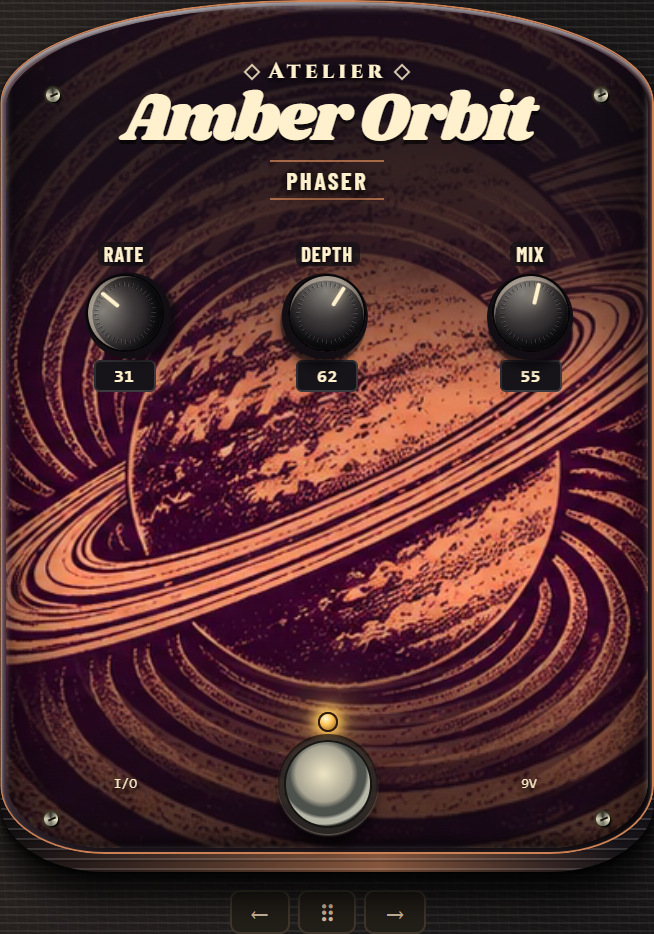 ATELIER
Amber Orbit
PHASER
RATE DEPTH MIX
31 62 55
I/O 9V
← →